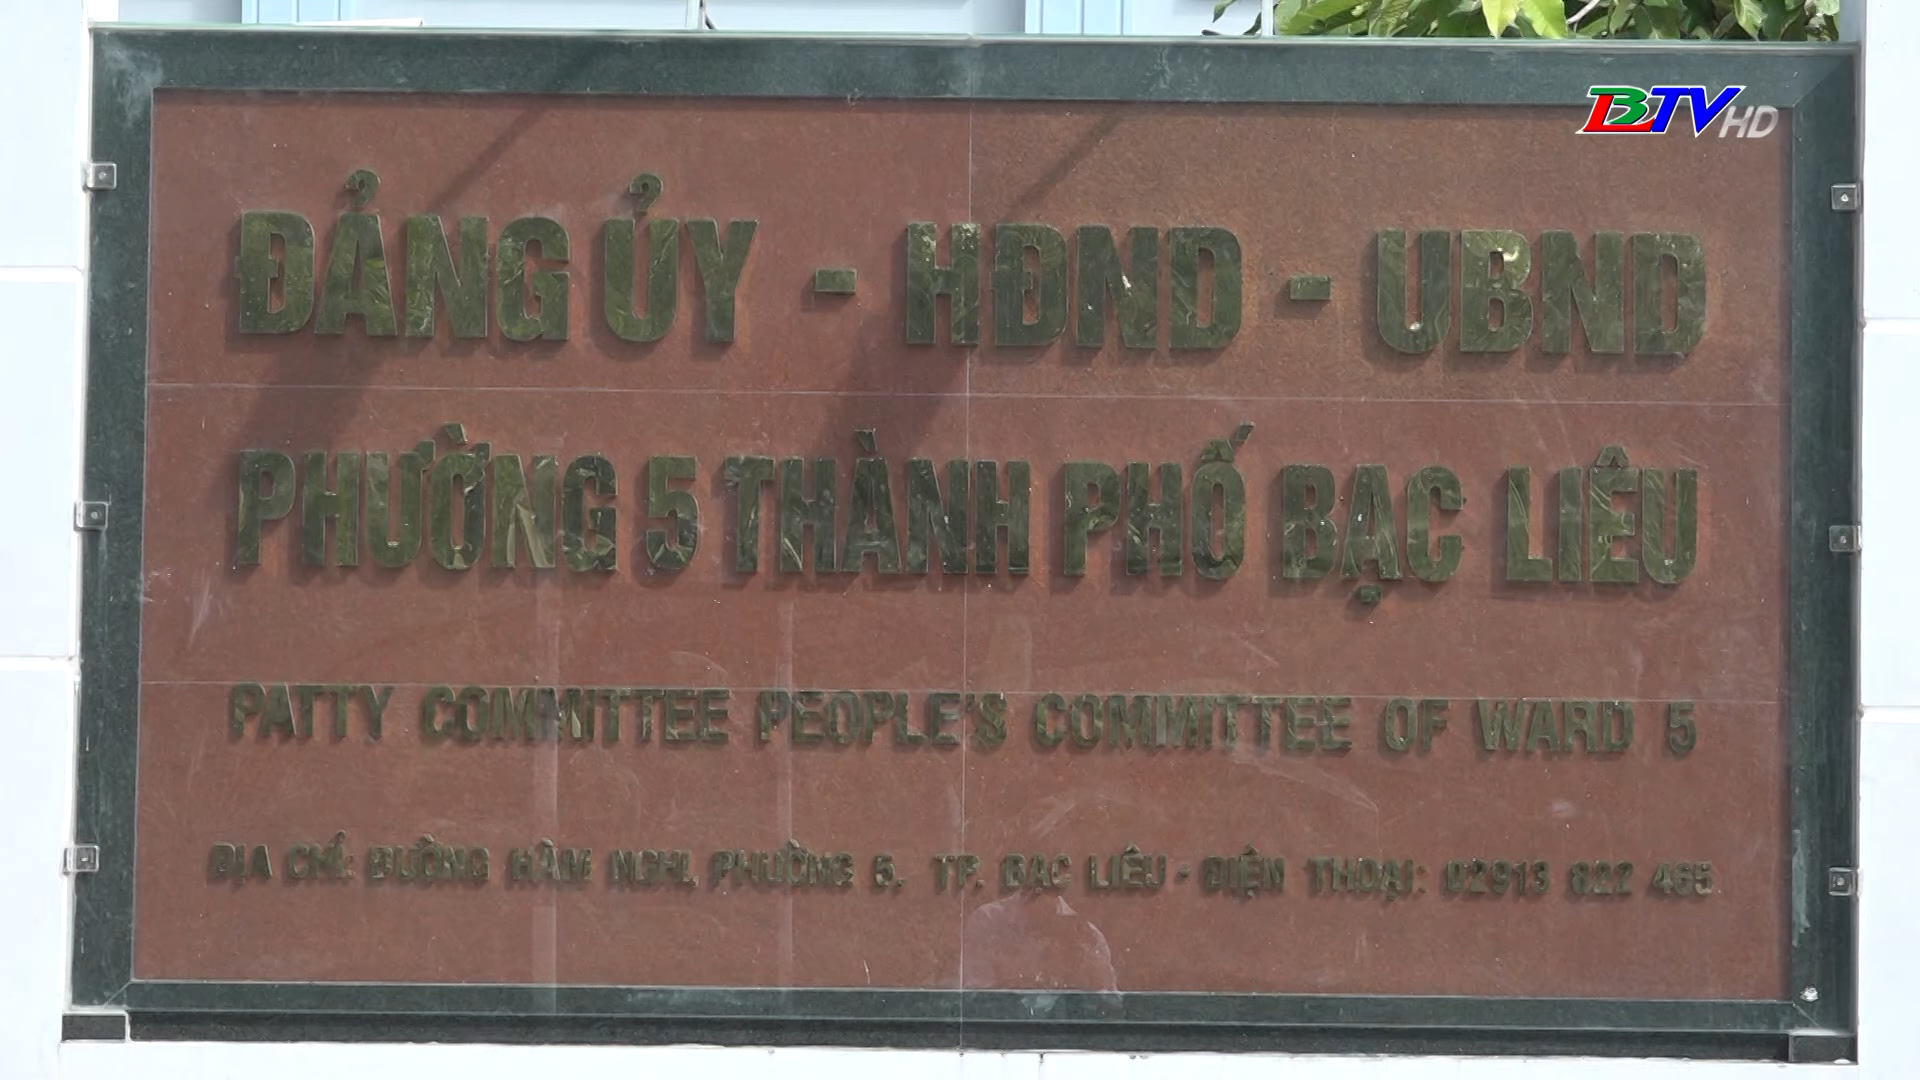 BTV HD
ĐẢNG ỦY - HĐND - UBND
PHƯỜNG 5 THÀNH PHỐ BẠC LIÊU
PATTY COMMITTEE PEOPLE'S COMMITTEE OF WARD 5
ĐỊA CHỈ: ĐƯỜNG HÀM NGHI, PHƯỜNG 5. TP. BẠC LIÊU - ĐIỆN THOẠI: 02913 822 465